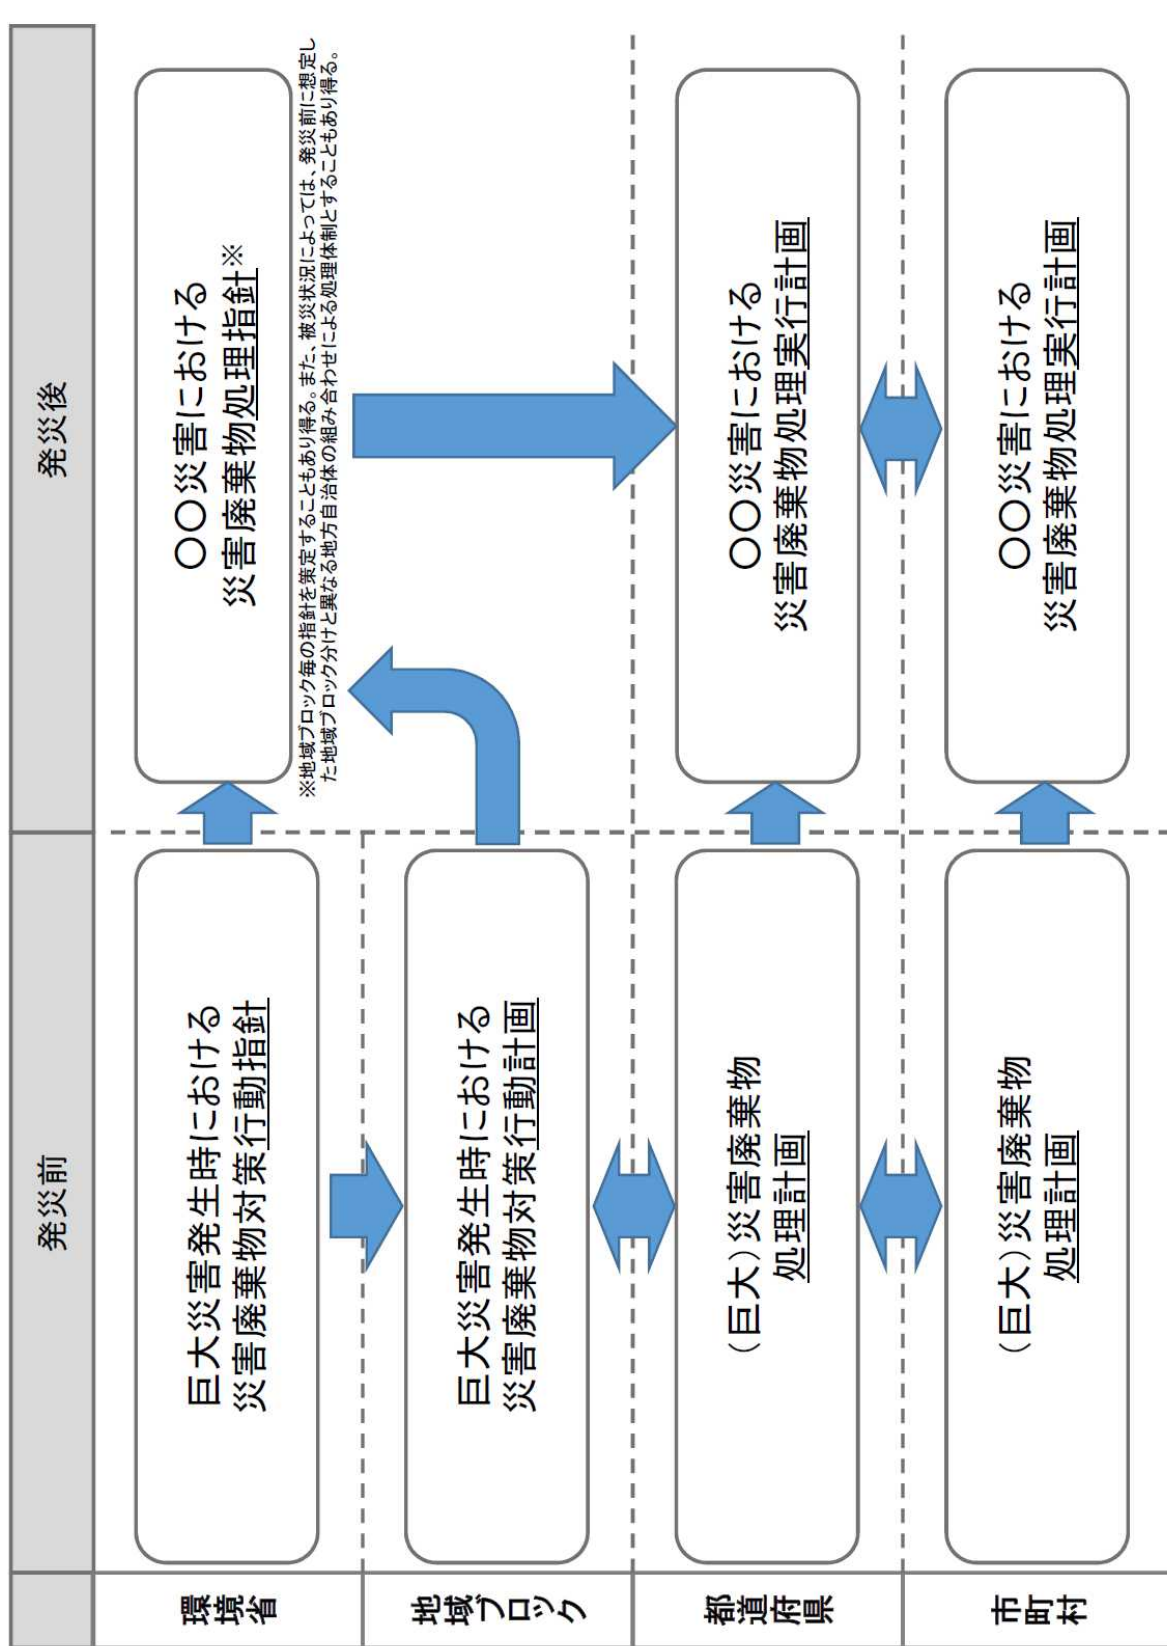 発災前
発災後
環境省
巨大災害発生時における
災害廃棄物対策行動指針
〇〇災害における
災害廃棄物処理指針※
※地域ブロック毎の指針を策定することもあり得る。また、被災状況によっては、発災前に想定し
た地域ブロック分けと異なる地方自治体の組み合わせによる処理体制とすることもあり得る。
地域ブロック
巨大災害発生時における
災害廃棄物対策行動計画
都道府県
(巨大)災害廃棄物
処理計画
〇〇災害における
災害廃棄物処理実行計画
市町村
(巨大)災害廃棄物
処理計画
〇〇災害における
災害廃棄物処理実行計画